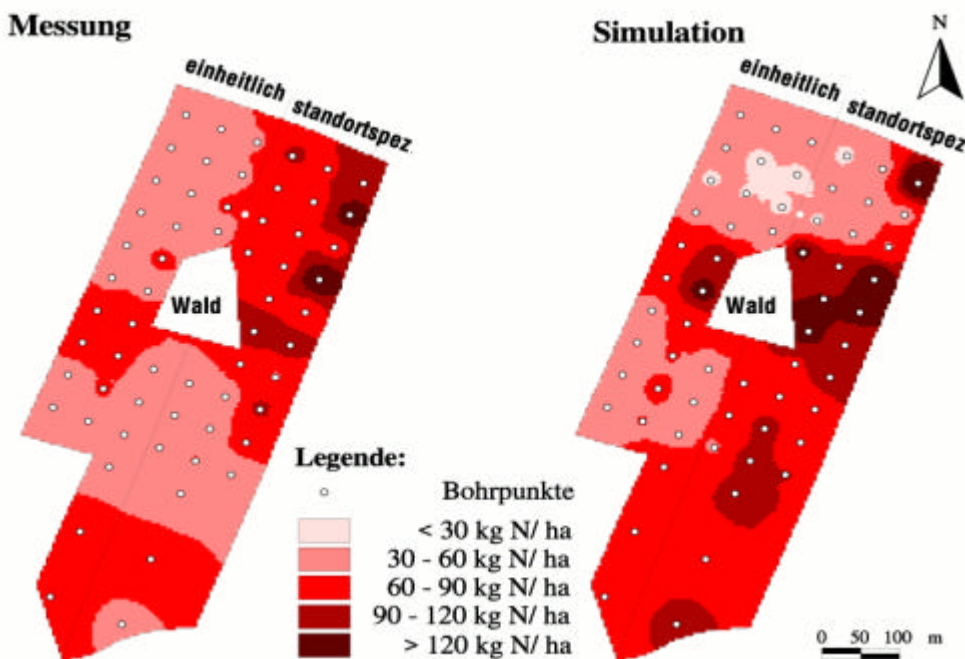 Messung
Simulation
N
einheitlich standortspez.
einheitlich standortspez.
Wald
Wald
Legende:
Bohrpunkte
< 30 kg N/ ha
30 - 60 kg N/ ha
60 - 90 kg N/ ha
90 - 120 kg N/ ha
> 120 kg N/ ha
0 50 100 m